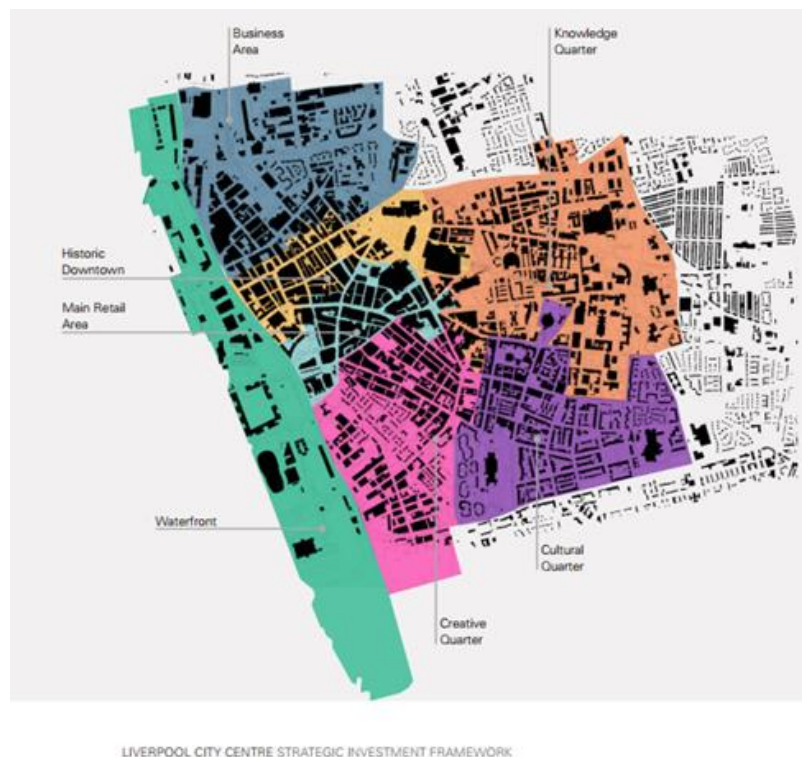 Business
Area
Knowledge
Quarter
Historic
Downtown
Main Retail
Area
Waterfront
Cultural
Quarter
Creative
Quarter
LIVERPOOL CITY CENTRE STRATEGIC INVESTMENT FRAMEWORK